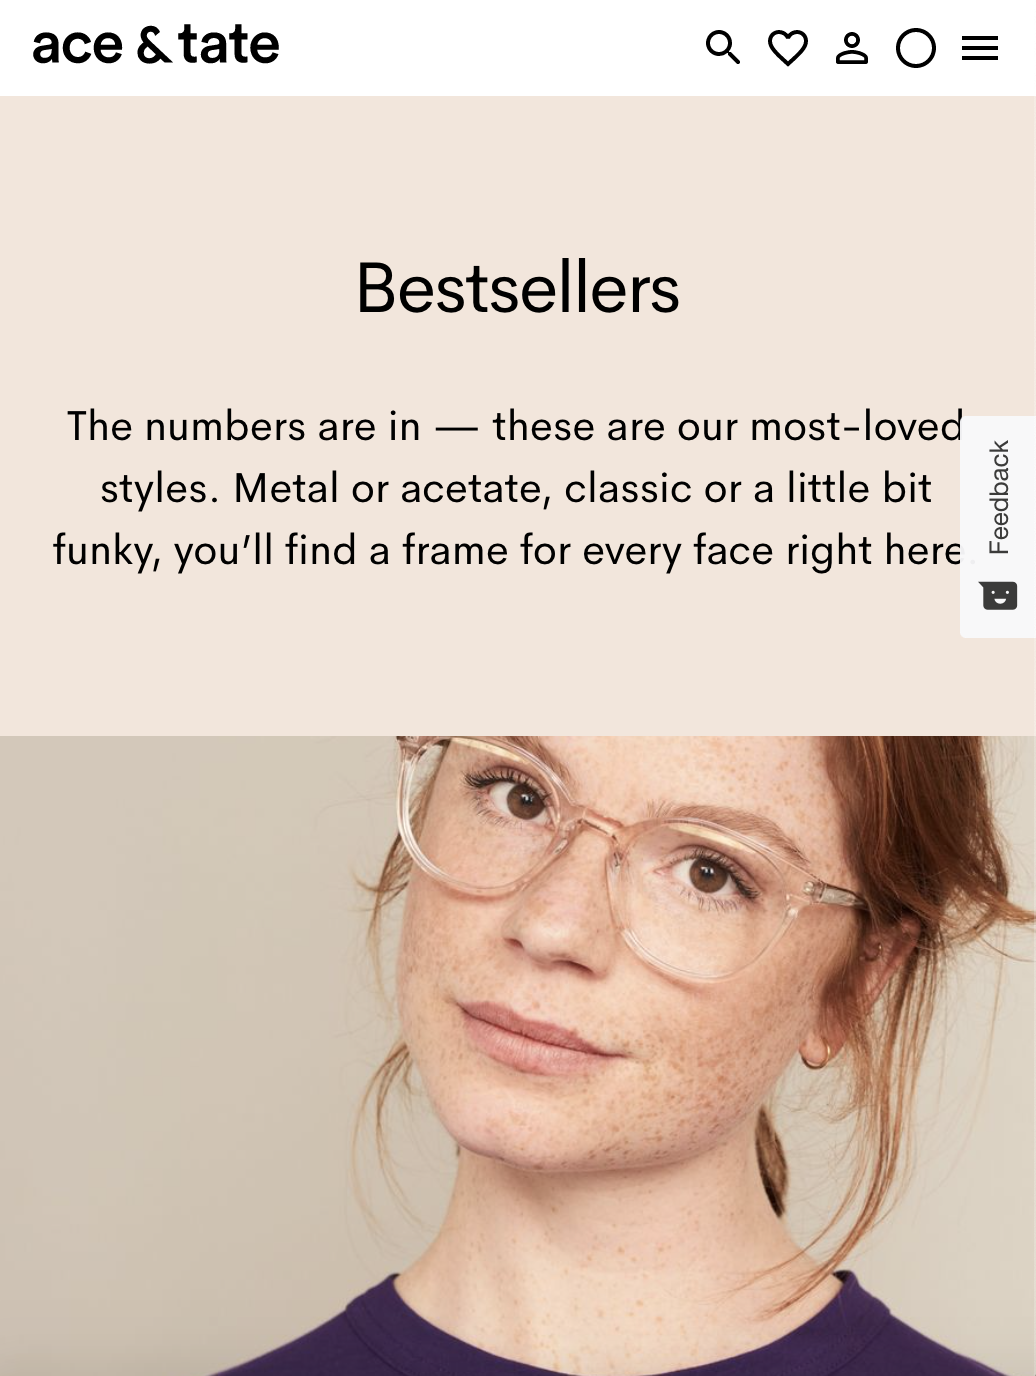 ace & tate
Bestsellers
The numbers are in — these are our most-loved
styles. Metal or acetate, classic or a little bit
funky, you’ll find a frame for every face right here.
Feedback